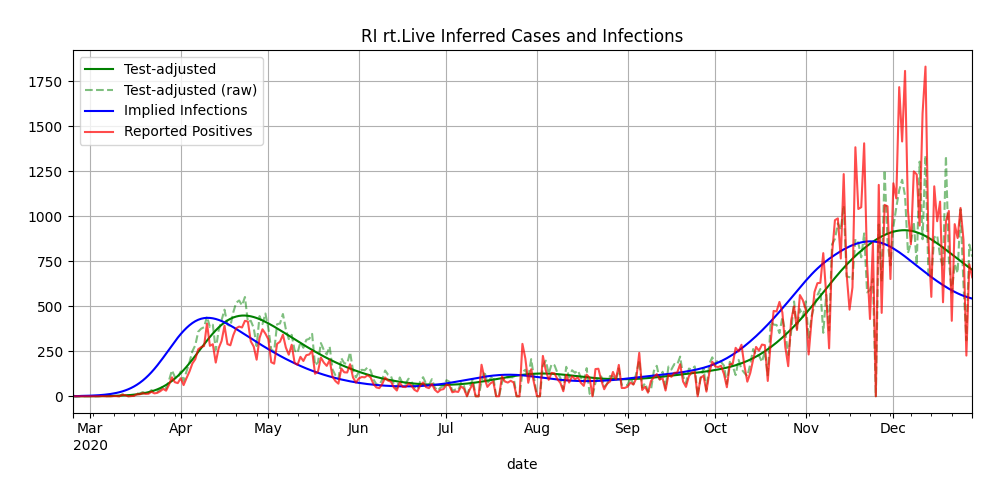 RI rt.Live Inferred Cases and Infections
Test-adjusted
Test-adjusted (raw)
Implied Infections
Reported Positives
1750
1500
1250
1000
750
500
250
0
Mar Apr May Jun Jul Aug Sep Oct Nov Dec
2020
date